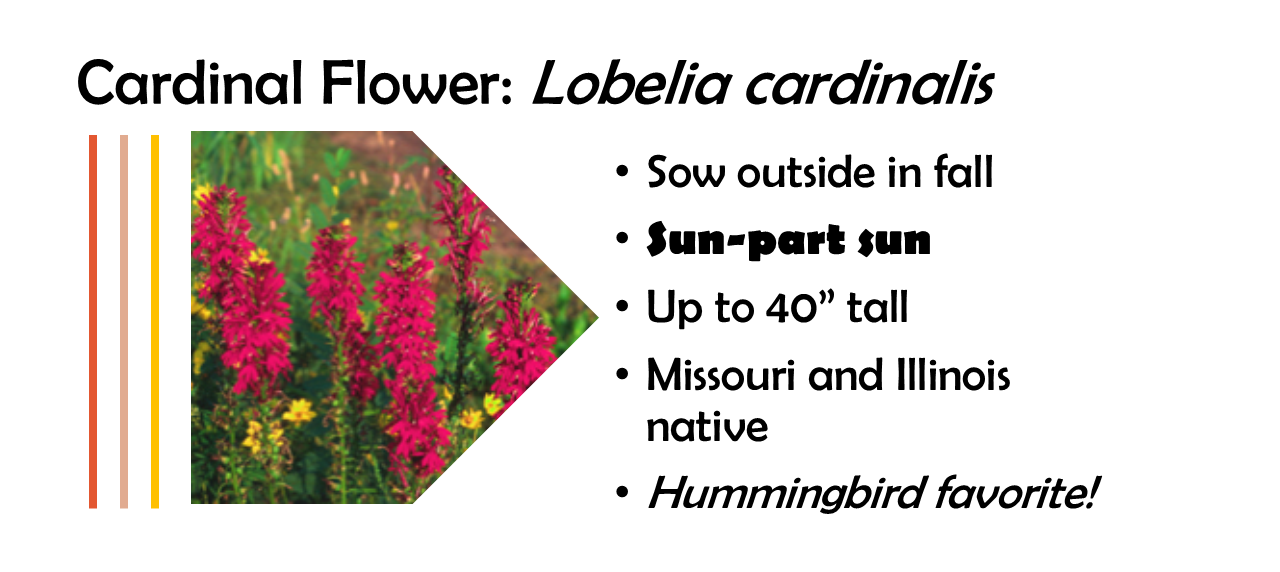 Cardinal Flower: Lobelia cardinalis
• Sow outside in fall
• Sun-part sun
• Up to 40” tall
• Missouri and Illinois
native
• Hummingbird favorite!